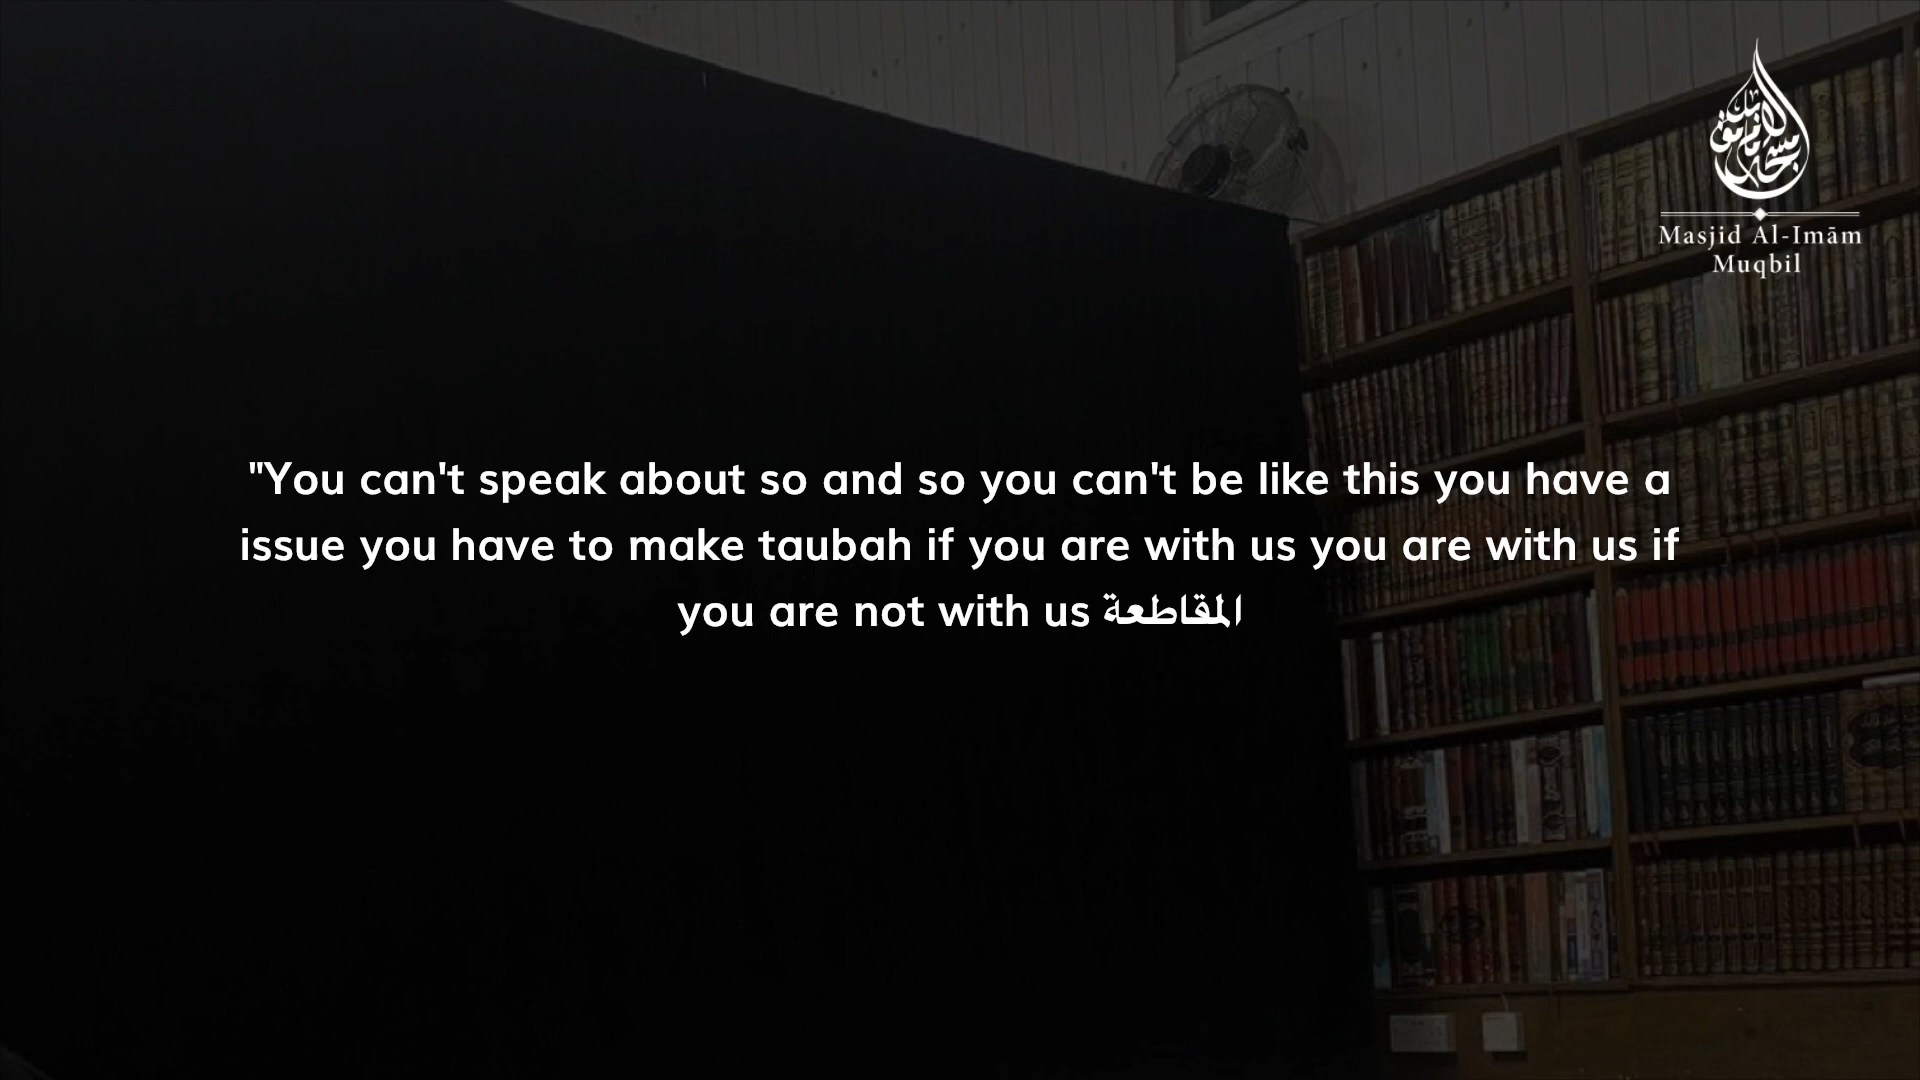 Masjid Al-Imām
Muqbil
"You can't speak about so and so you can't be like this you have a
issue you have to make taubah if you are with us you are with us if
you are not with us المقاطعة